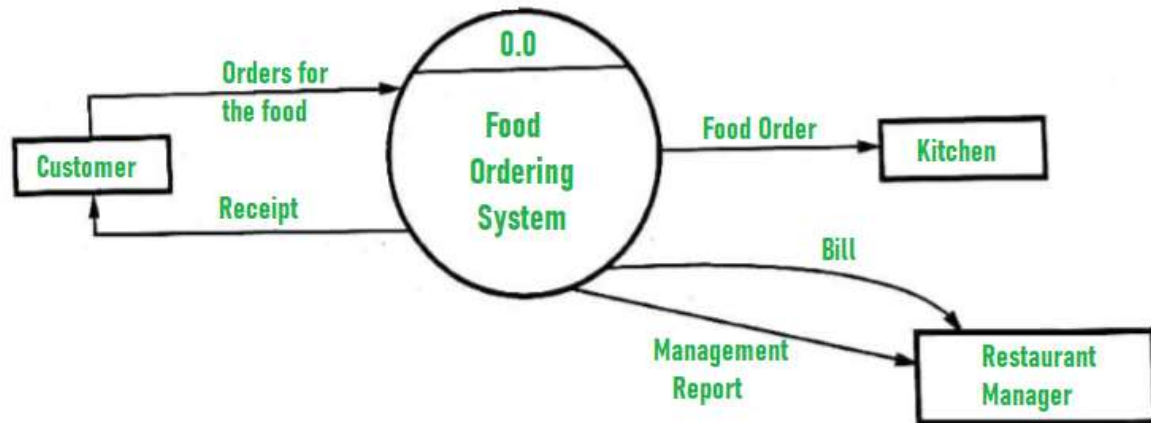 0.0
Orders for
the food
Food
Ordering
System
Food Order
Kitchen
Customer
Receipt
Bill
Management
Report
Restaurant
Manager